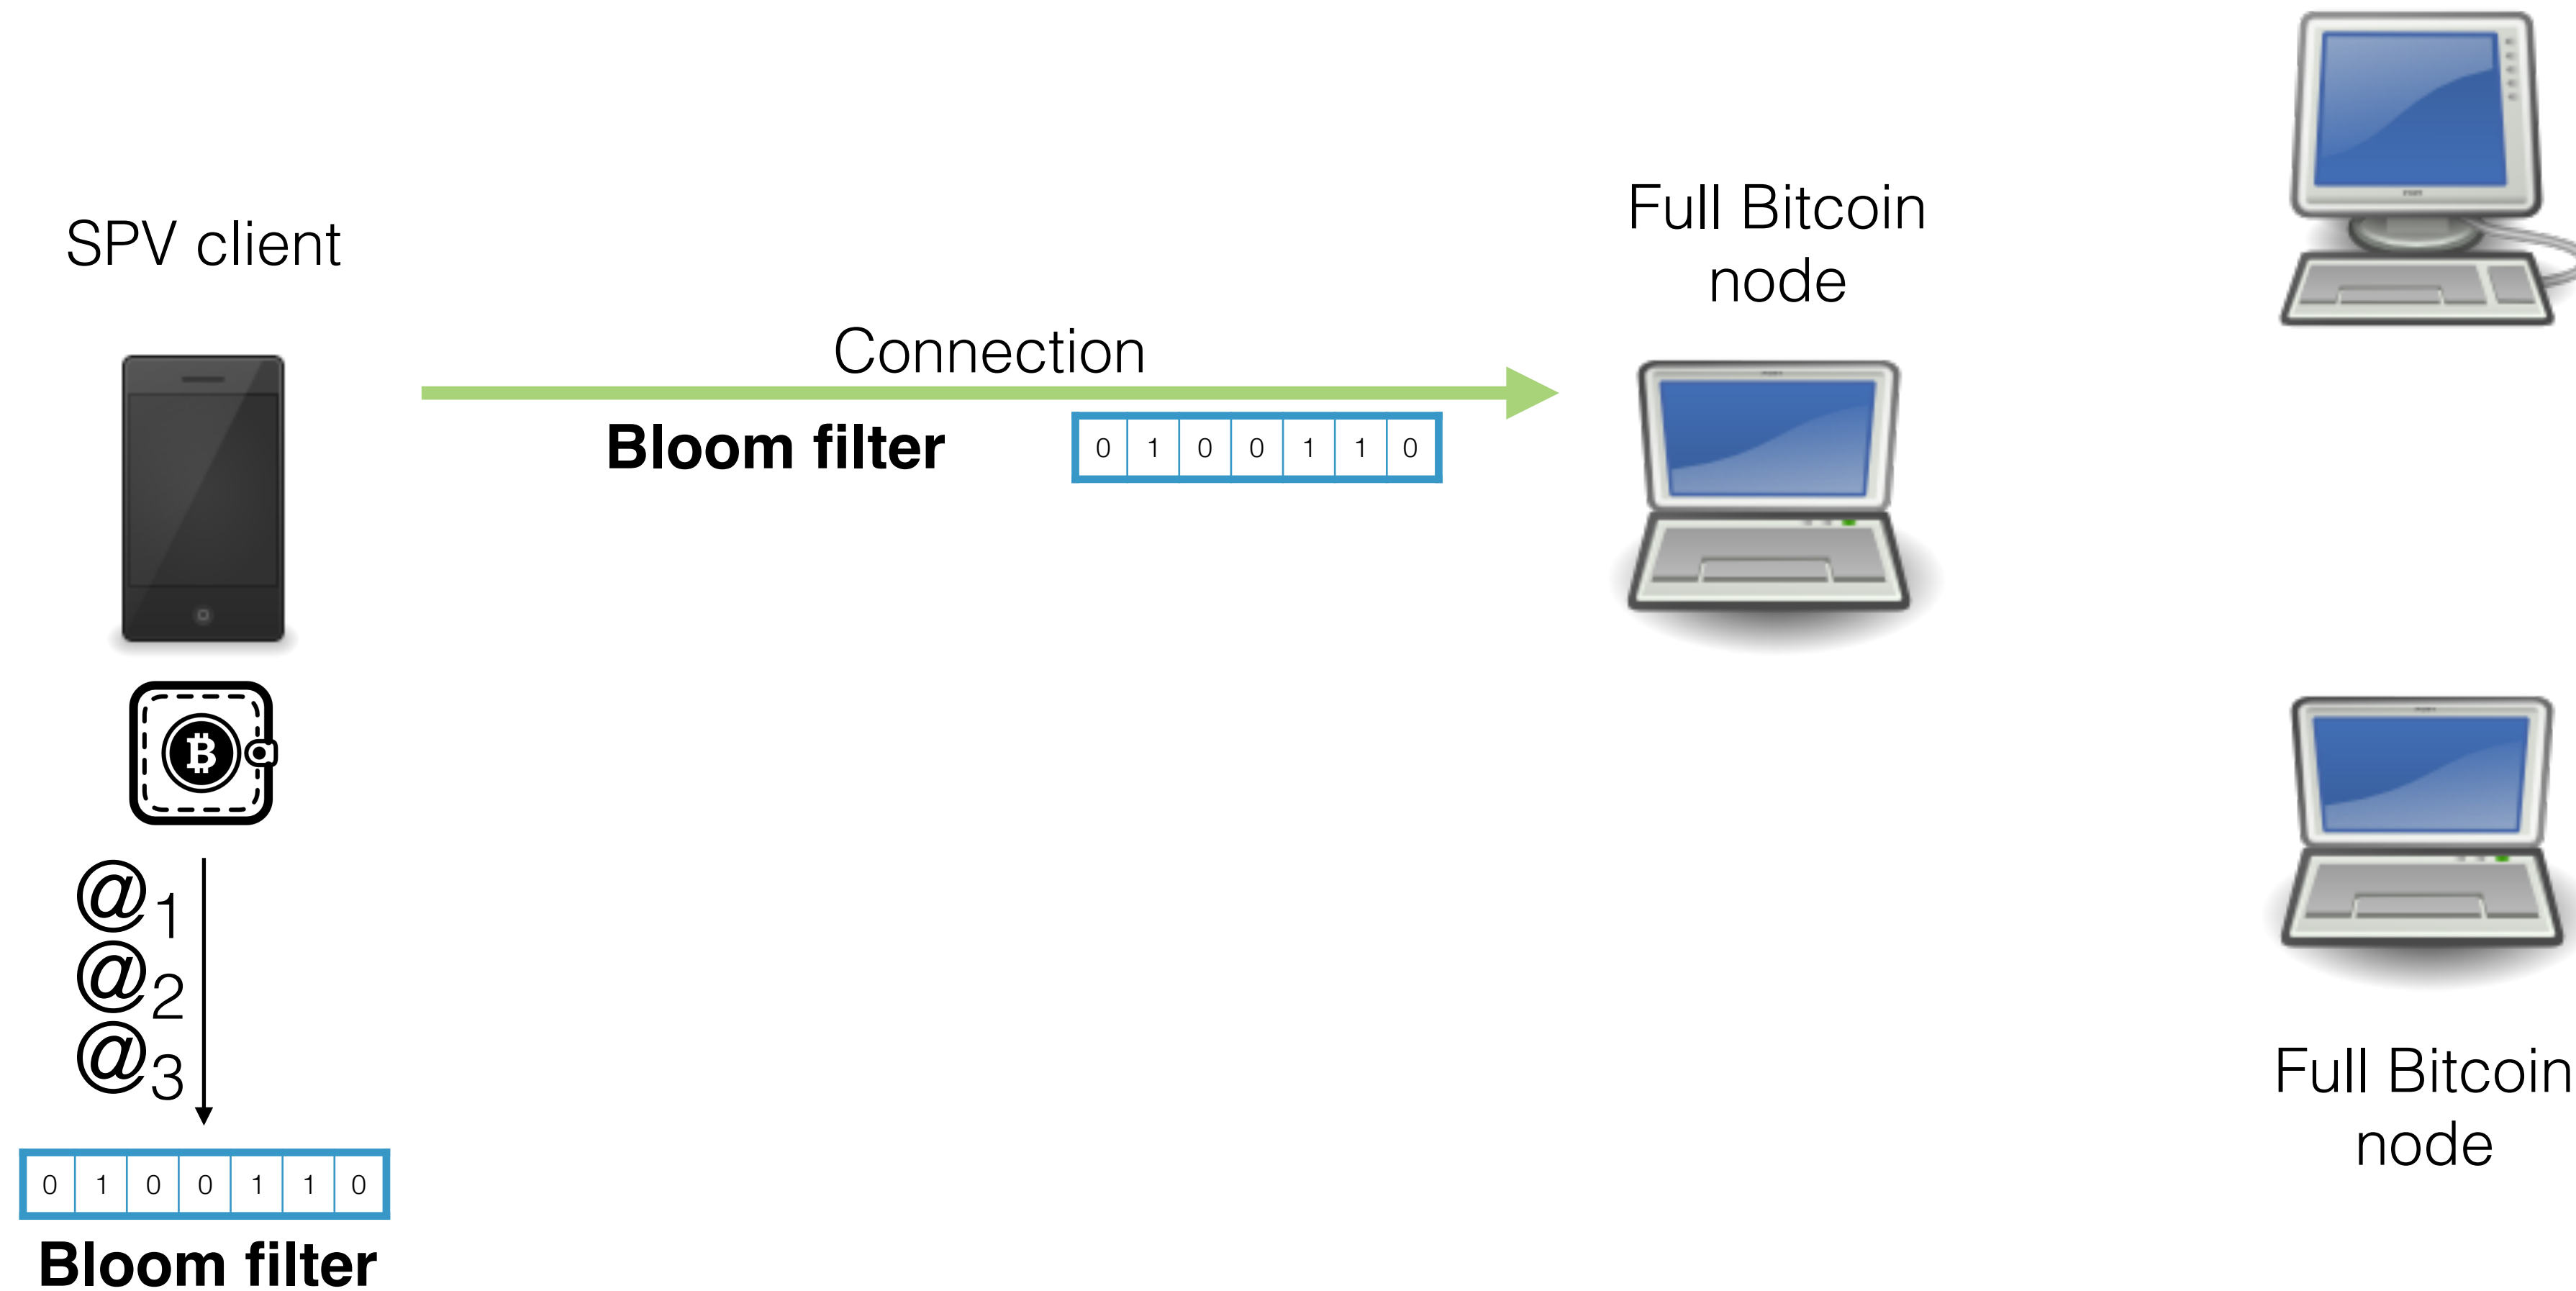 SPV client
Full Bitcoin
node
Connection
Bloom filter
0 1 0 0 1 1 0
@1
@2
@3
0 1 0 0 1 1 0
Bloom filter
Full Bitcoin
node